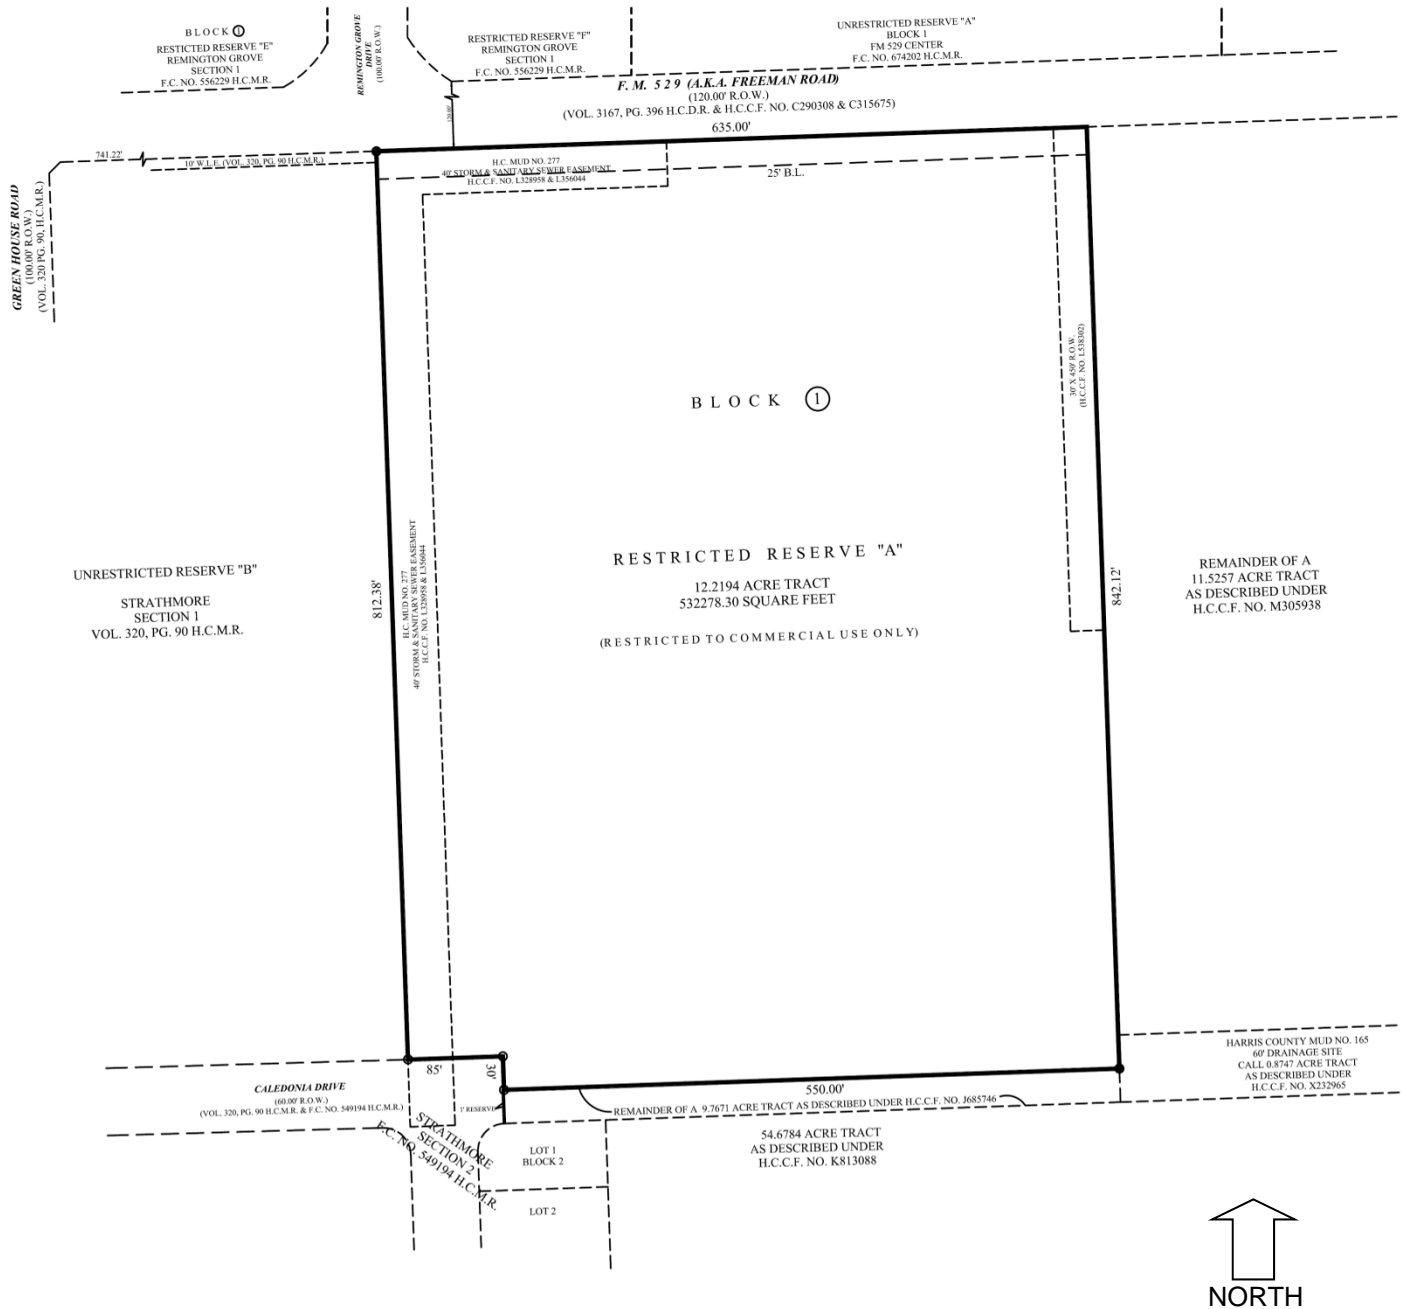 BLOCK 1
RESTICTED RESERVE "E"
REMINGTON GROVE
SECTION 1
F.C. NO. 556229 H.C.M.R.
REMINGTON GROVE
DRIVE
(100.00' R.O.W.)
RESTRICTED RESERVE "F"
REMINGTON GROVE
SECTION 1
F.C. NO. 556229 H.C.M.R.
UNRESTRICTED RESERVE "A"
BLOCK 1
FM 529 CENTER
F.C. NO. 674202 H.C.M.R.
F. M. 5 2 9 (A.K.A. FREEMAN ROAD)
(120.00' R.O.W.)
(VOL. 3167, PG. 396 H.C.D.R. & H.C.C.F. NO. C290308 & C315675)
120.00'
635.00'
741.22'
10' W.L.E. (VOL. 320, PG. 90 H.C.M.R.)
H.C. MUD NO. 277
40' STORM & SANITARY SEWER EASEMENT
H.C.C.F. NO. L328958 & L356044
25' B.L.
GREEN HOUSE ROAD
(100.00' R.O.W.)
(VOL. 320 PG. 90, H.C.M.R.)
30' X 450' R.O.W.
(H.C.C.F. NO. L538302)
BLOCK 1
RESTRICTED RESERVE "A"
12.2194 ACRE TRACT
532278.30 SQUARE FEET
(RESTRICTED TO COMMERCIAL USE ONLY)
UNRESTRICTED RESERVE "B"
STRATHMORE
SECTION 1
VOL. 320, PG. 90 H.C.M.R.
812.38'
H.C. MUD NO. 277
40' STORM & SANITARY SEWER EASEMENT
H.C.C.F. NO. L328958 & L356044
842.12'
REMAINDER OF A
11.5257 ACRE TRACT
AS DESCRIBED UNDER
H.C.C.F. NO. M305938
85'
30'
550.00'
HARRIS COUNTY MUD NO. 165
60' DRAINAGE SITE
CALL 0.8747 ACRE TRACT
AS DESCRIBED UNDER
H.C.C.F. NO. X232965
CALEDONIA DRIVE
(60.00' R.O.W.)
(VOL. 320, PG. 90 H.C.M.R. & F.C. NO. 549194 H.C.M.R.)
1' RESERVE
REMAINDER OF A 9.7671 ACRE TRACT AS DESCRIBED UNDER H.C.C.F. NO. J685746
STRATHMORE
SECTION 2
F.C. NO. 549194 H.C.M.R.
LOT 1
BLOCK 2
LOT 2
54.6784 ACRE TRACT
AS DESCRIBED UNDER
H.C.C.F. NO. K813088
NORTH